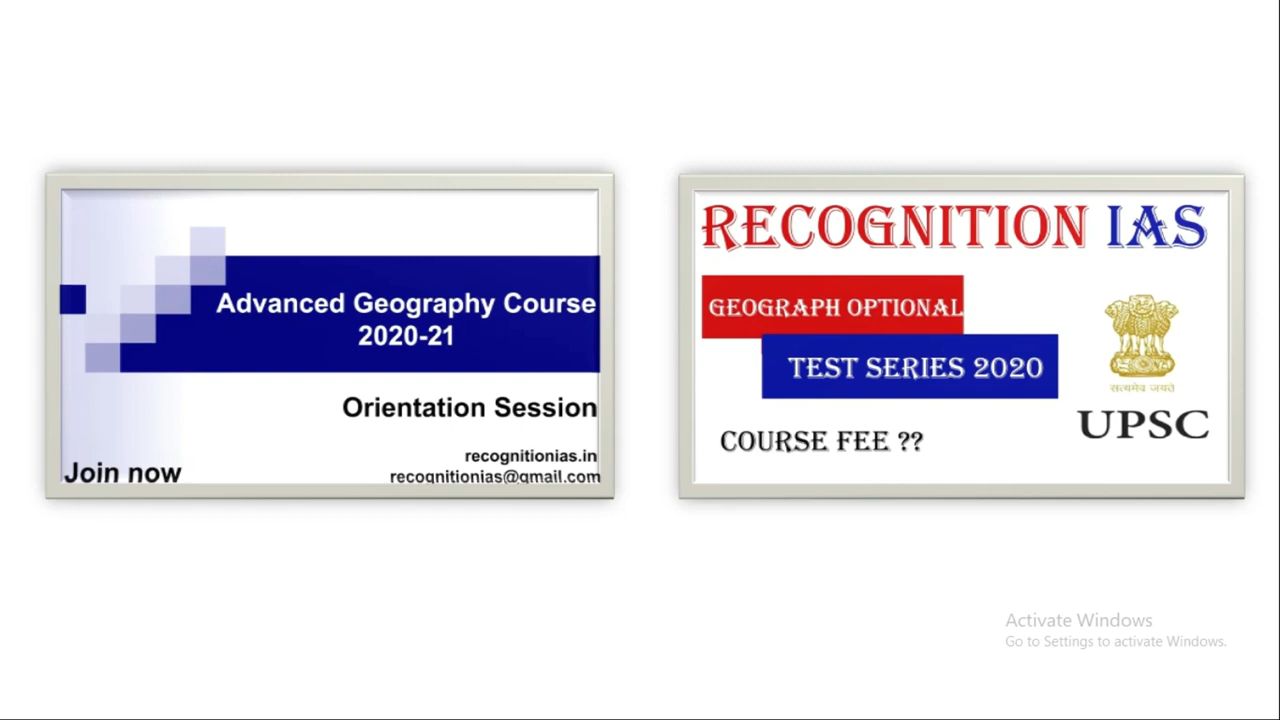 Advanced Geography Course
2020-21
Orientation Session
recognitionias.in
Join now
recognitionias@gmail.com
RECOGNITION IAS
GEOGRAPH OPTIONAL
TEST SERIES 2020
सत्यमेव जयते
UPSC
COURSE FEE ??
Activate Windows
Go to Settings to activate Windows.